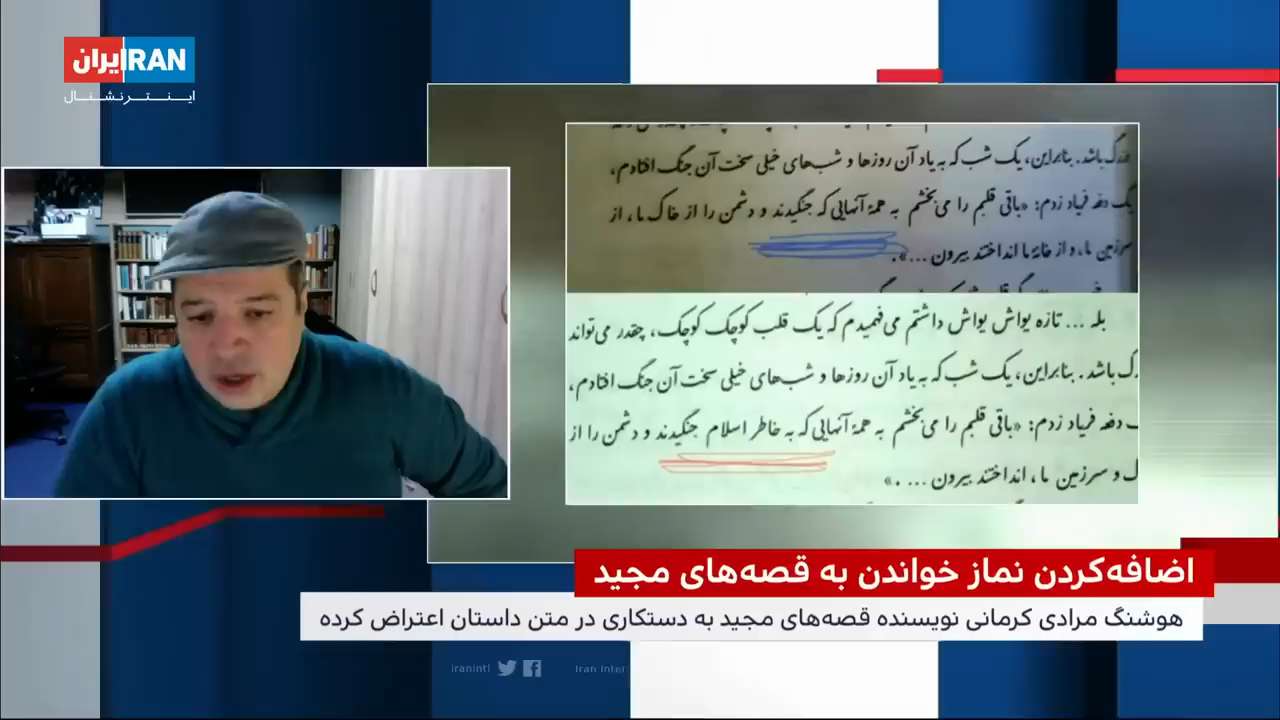 ایران IRAN
اینترنشنال
ک باشد. بنابراین، یک شب که به یاد آن روزها و شب‌های خیلی سخت آن جنگ افتادم،
یک دفعه فریاد زدم: «باقی قلبم را می‌بخشم به همهٔ آنهایی که جنگیدند و دشمن را از خاک ما، از
سرزمین ما، و از خانهٔ ما انداختند بیرون ...».
بله ... تازه یواش یواش داشتم می‌فهمیدم که یک قلب کوچک کوچک، چقدر می‌تواند
ک باشد. بنابراین، یک شب که به یاد آن روزها و شب‌های خیلی سخت آن جنگ افتادم،
دفعه فریاد زدم: «باقی قلبم را می‌بخشم به همهٔ آنهایی که به خاطر اسلام جنگیدند و دشمن را از
ک و سرزمین ما، انداختند بیرون ... .»
اضافه‌کردن نماز خواندن به قصه‌های مجید
هوشنگ مرادی کرمانی نویسنده قصه‌های مجید به دستکاری در متن داستان اعتراض کرده
iranintl
Iran Inter